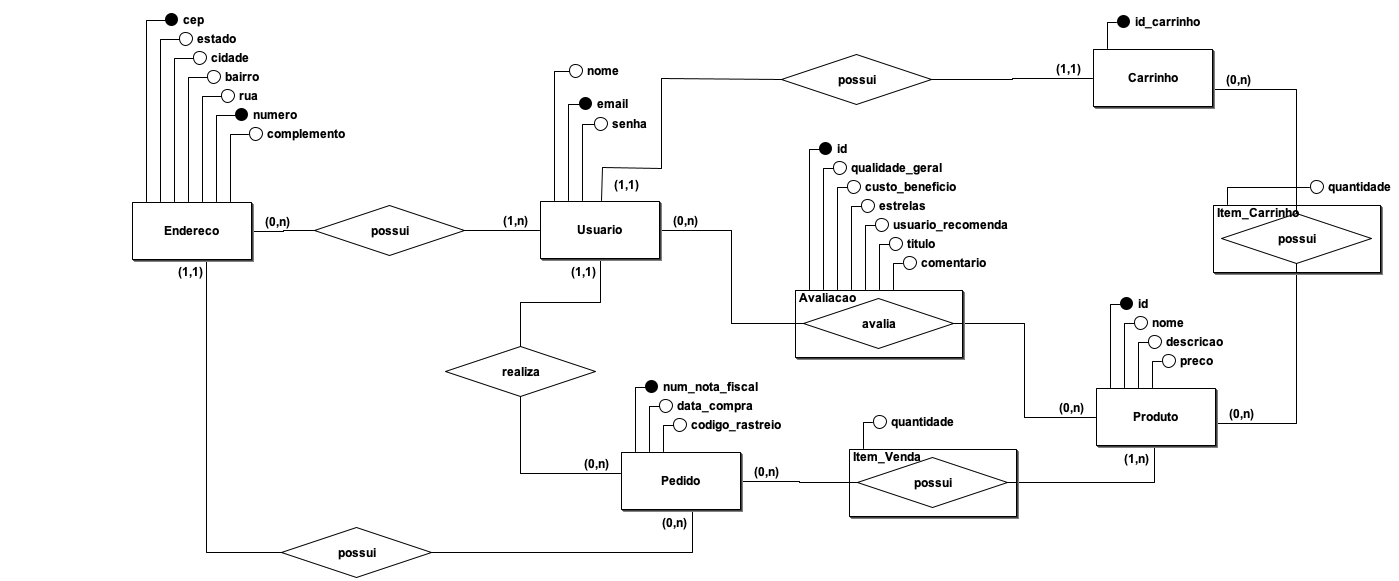 cep
estado
cidade
bairro
rua
numero
complemento
Endereco
(0,n)
(1,1)
possui
(1,n)
nome
email
senha
Usuario
(1,1)
(0,n)
(1,1)
possui
(1,1)
id_carrinho
Carrinho
(0,n)
quantidade
Item_Carrinho
possui
id
qualidade_geral
custo_beneficio
estrelas
usuario_recomenda
titulo
comentario
Avaliacao
avalia
id
nome
descricao
preco
Produto
(0,n)
(0,n)
(1,n)
realiza
num_nota_fiscal
data_compra
codigo_rastreio
Pedido
(0,n)
(0,n)
(0,n)
quantidade
Item_Venda
possui
possui